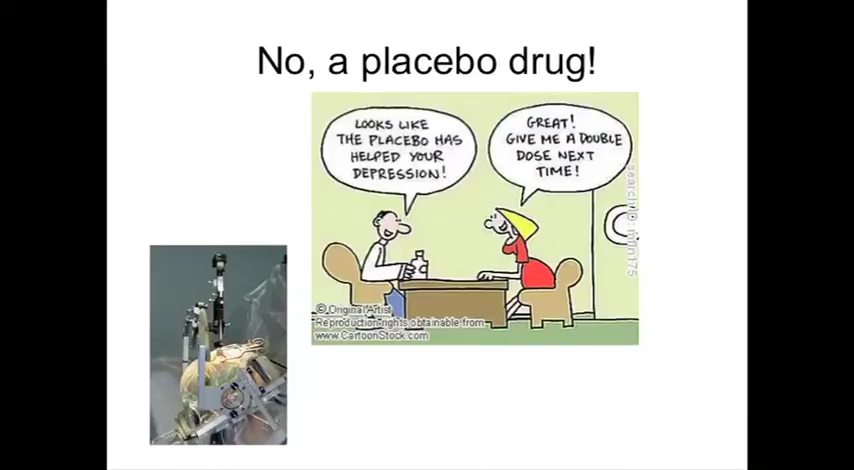 No, a placebo drug!
LOOKS LIKE
THE PLACEBO HAS
HELPED YOUR
DEPRESSION!
GREAT!
GIVE ME A DOUBLE
DOSE NEXT
TIME!
© Original Artist
Reproduction rights obtainable from
www.CartoonStock.com